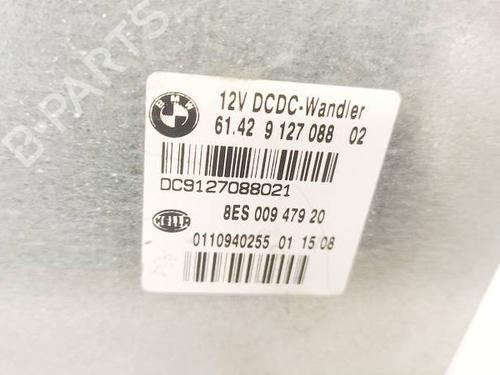 BMW
12V DCDC-Wandler
61.42 9 127 088 02
DC9127088021
HELLA
8ES 009 479 20
0110940255 01 15 08
B-PARTS